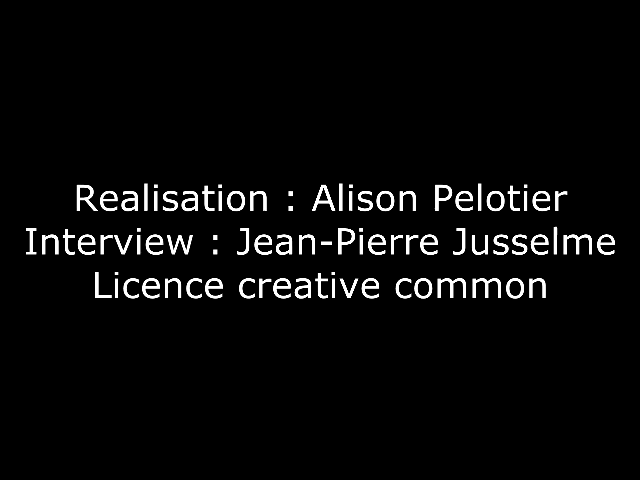 Realisation : Alison Pelotier
Interview : Jean-Pierre Jusselme
Licence creative common